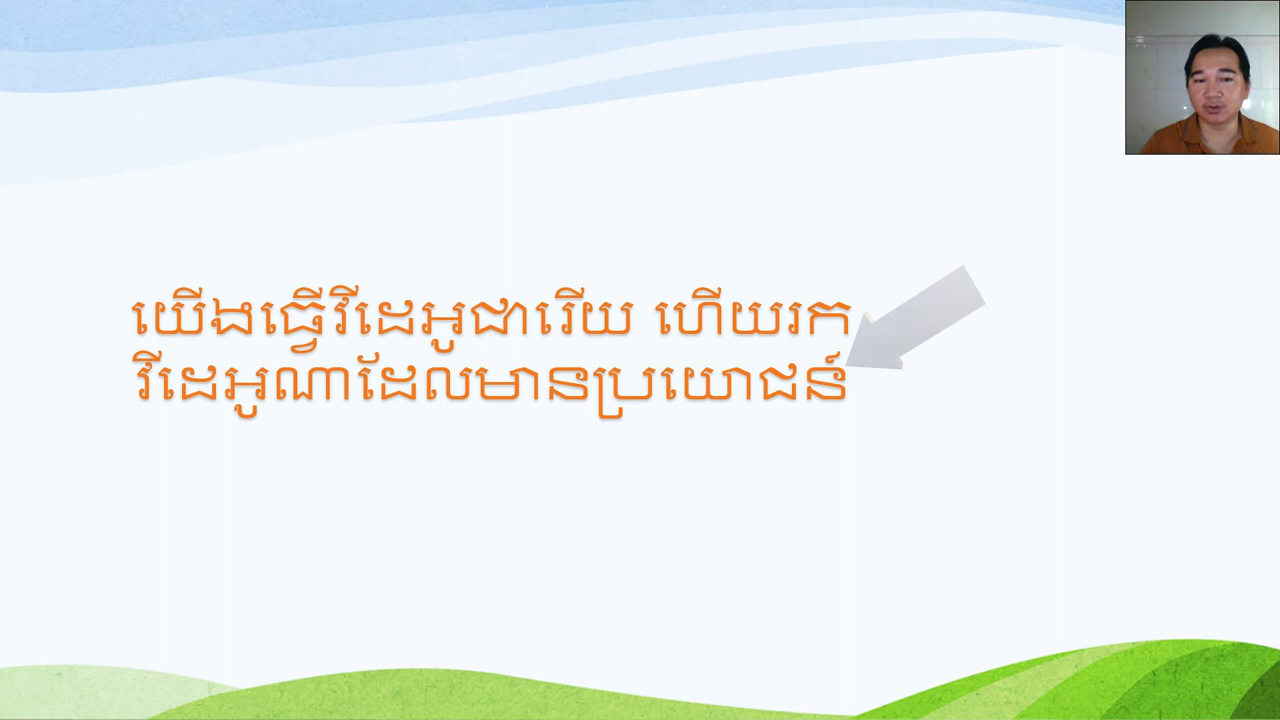 យើងធ្វើវីដេអូជារើយ ហើយរក
វីដេអូណាដែលមានប្រយោជន៍